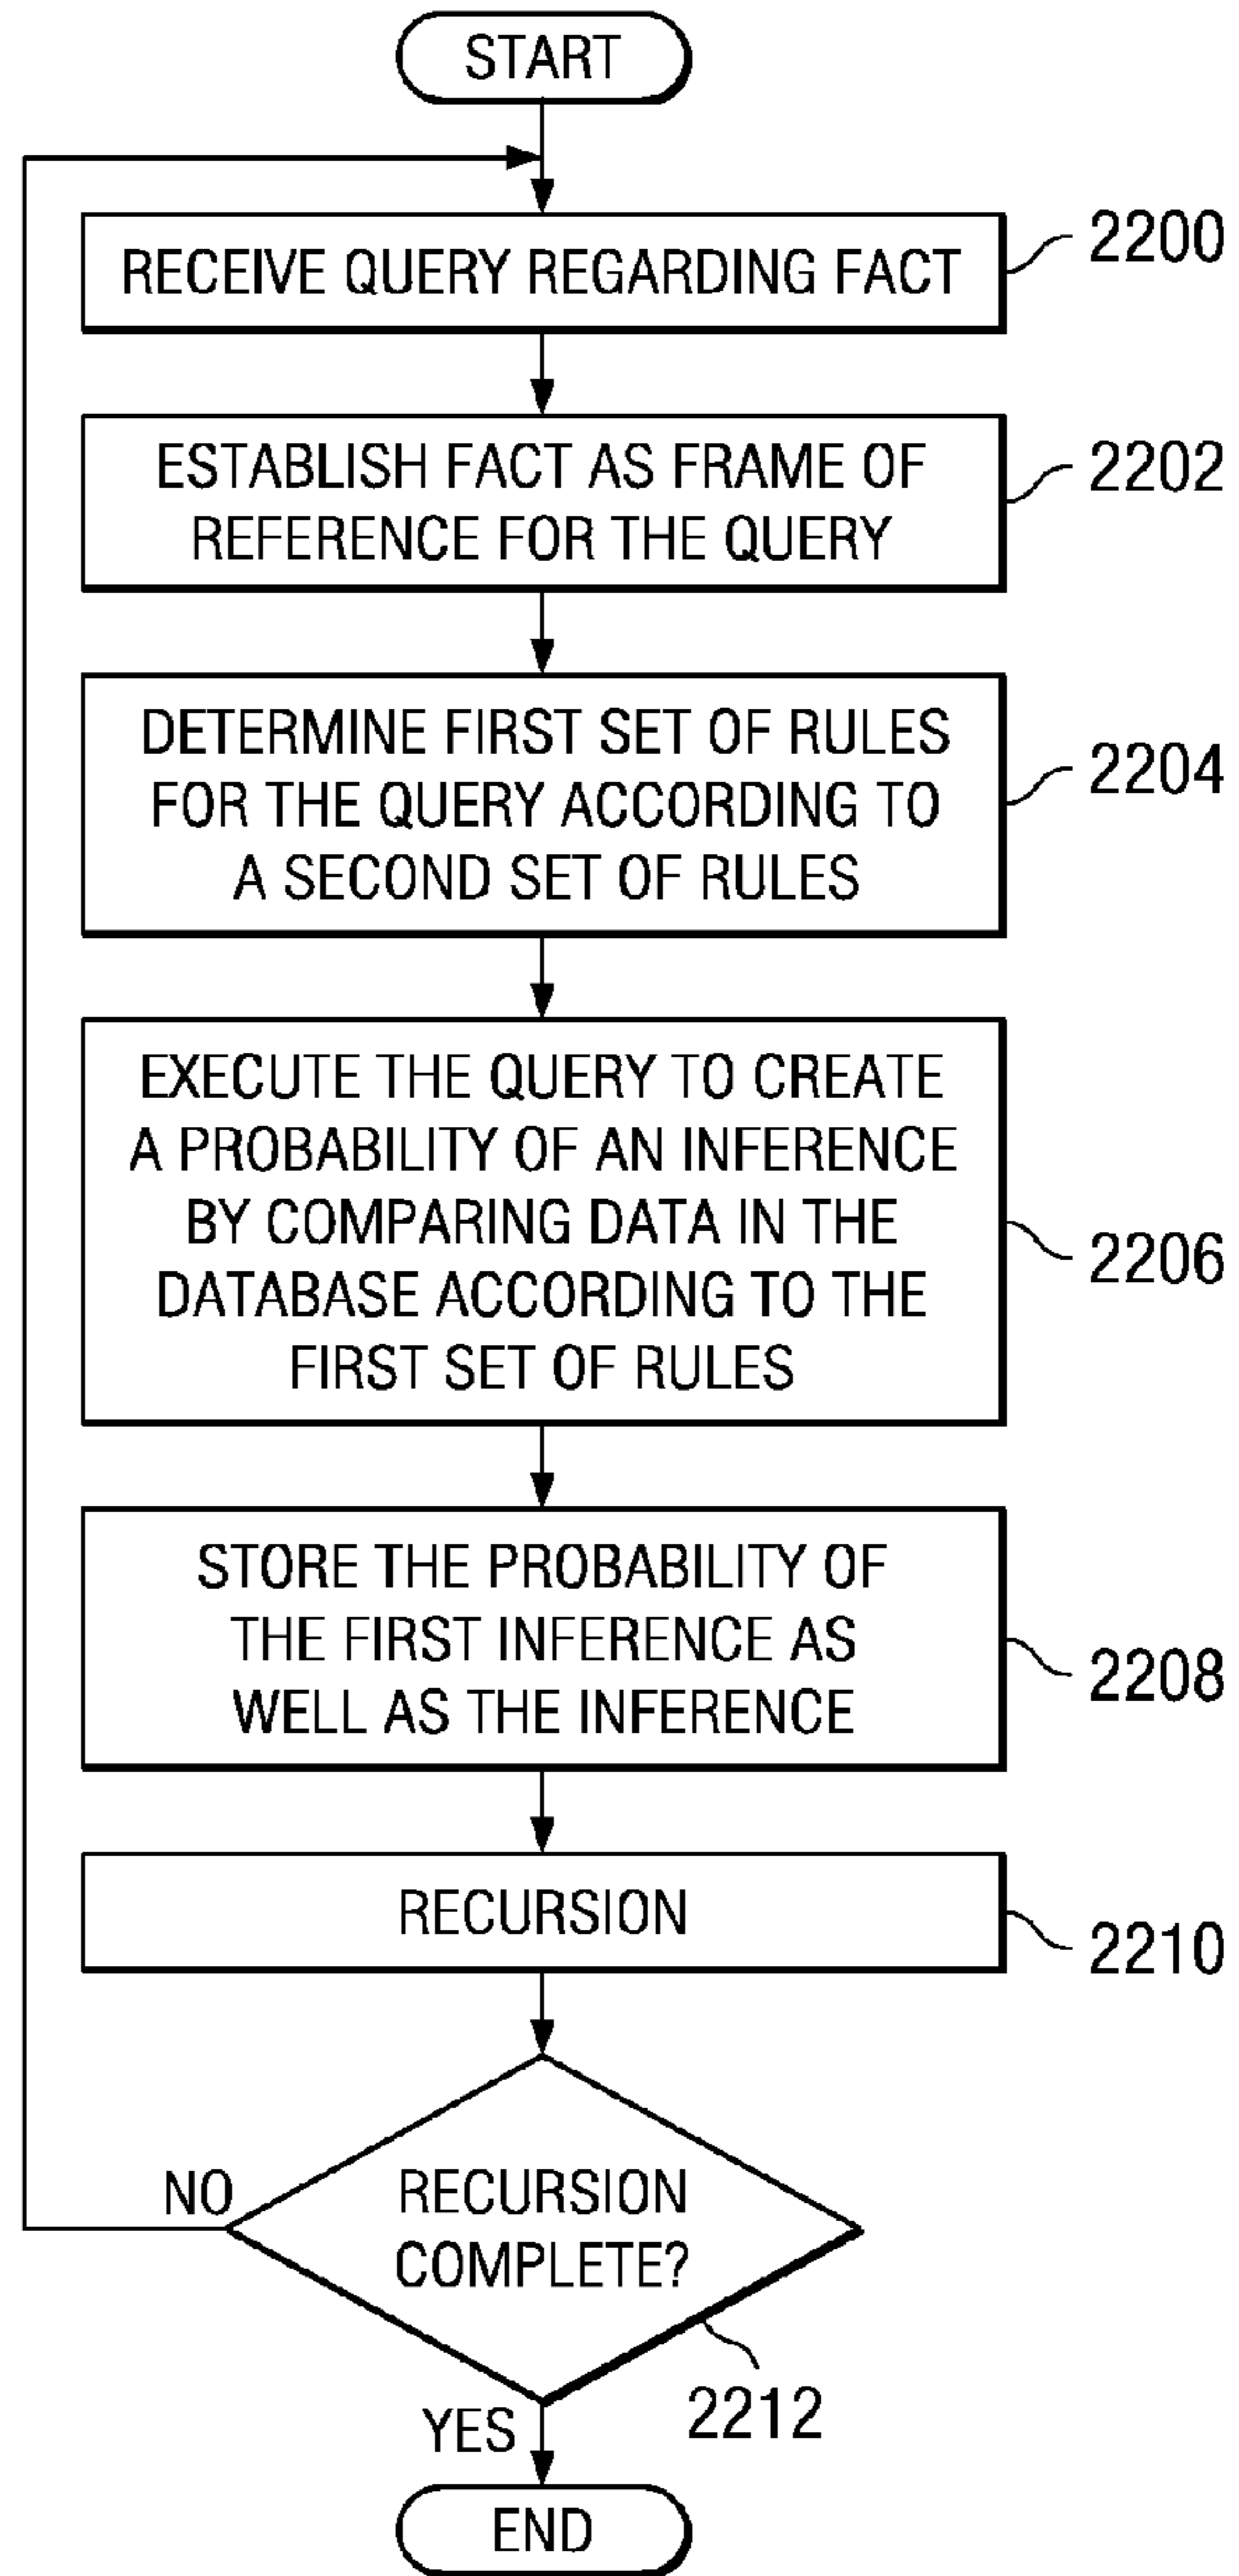 START
RECEIVE QUERY REGARDING FACT
2200
ESTABLISH FACT AS FRAME OF
REFERENCE FOR THE QUERY
2202
DETERMINE FIRST SET OF RULES
FOR THE QUERY ACCORDING TO
A SECOND SET OF RULES
2204
EXECUTE THE QUERY TO CREATE
A PROBABILITY OF AN INFERENCE
BY COMPARING DATA IN THE
DATABASE ACCORDING TO THE
FIRST SET OF RULES
2206
STORE THE PROBABILITY OF
THE FIRST INFERENCE AS
WELL AS THE INFERENCE
2208
RECURSION
2210
NO
RECURSION
COMPLETE?
2212
YES
END